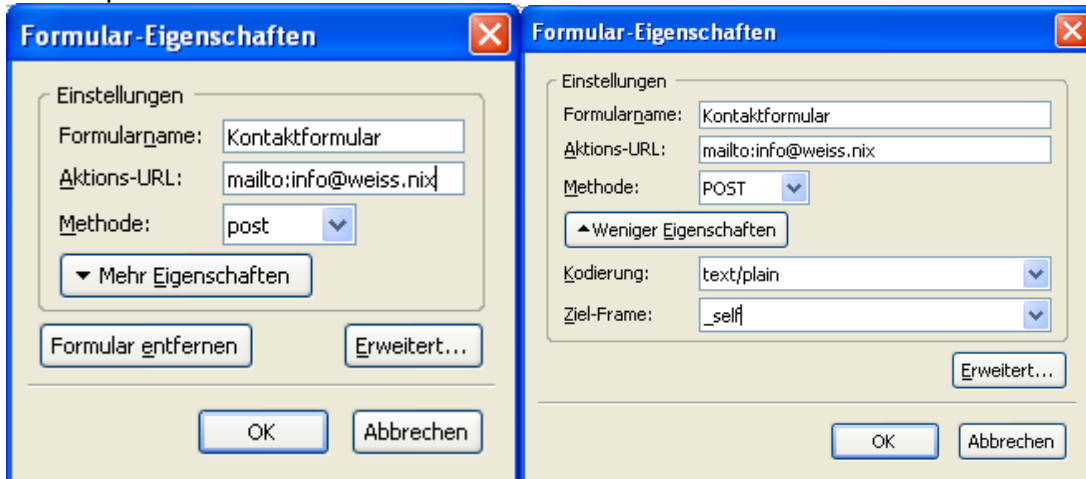 Formular-Eigenschaften
Einstellungen
Formularname: Kontaktformular
Aktions-URL: mailto:info@weiss.nix
Methode: post
Mehr Eigenschaften
Formular entfernen Erweitert...
OK Abbrechen
Formular-Eigenschaften
Einstellungen
Formularname: Kontaktformular
Aktions-URL: mailto:info@weiss.nix
Methode: POST
Weniger Eigenschaften
Kodierung: text/plain
Ziel-Frame: _self
Erweitert...
OK Abbrechen